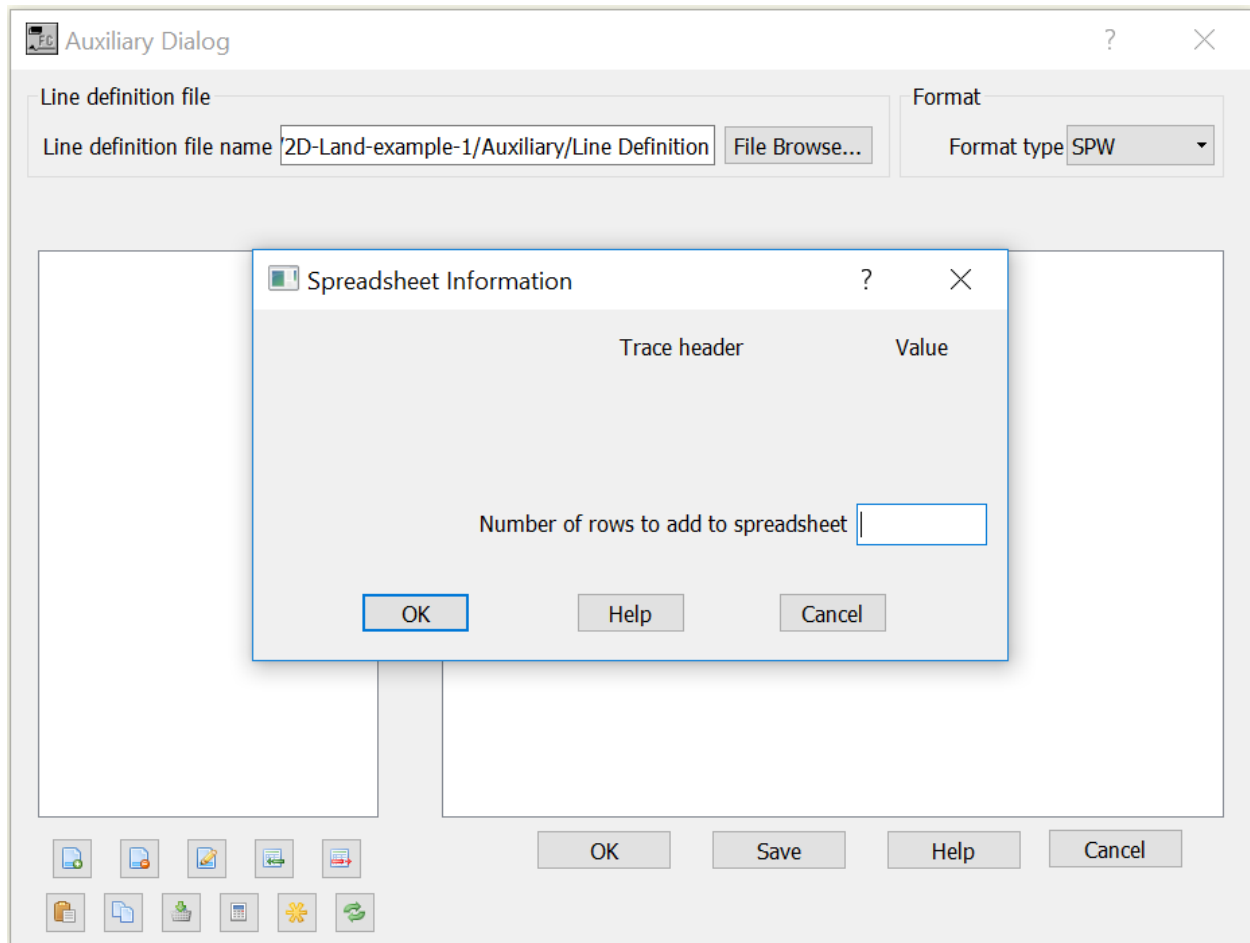 FC Auxiliary Dialog ?
Line definition file
Format
Line definition file name /2D-Land-example-1/Auxiliary/Line Definition File Browse...
Format type SPW
Spreadsheet Information ?
Trace header Value
Number of rows to add to spreadsheet
OK Help Cancel
OK Save Help Cancel